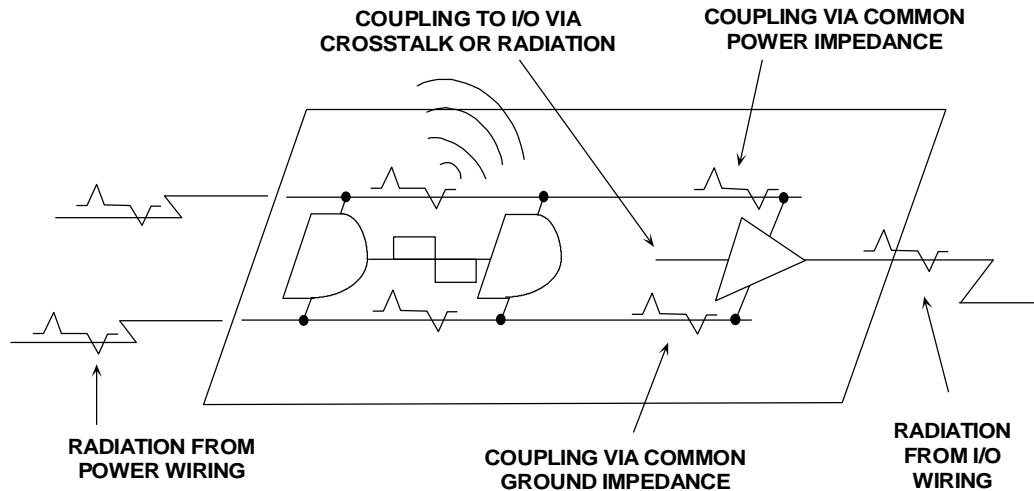 COUPLING TO I/O VIA
CROSSTALK OR RADIATION
COUPLING VIA COMMON
POWER IMPEDANCE
RADIATION FROM
POWER WIRING
COUPLING VIA COMMON
GROUND IMPEDANCE
RADIATION
FROM I/O
WIRING